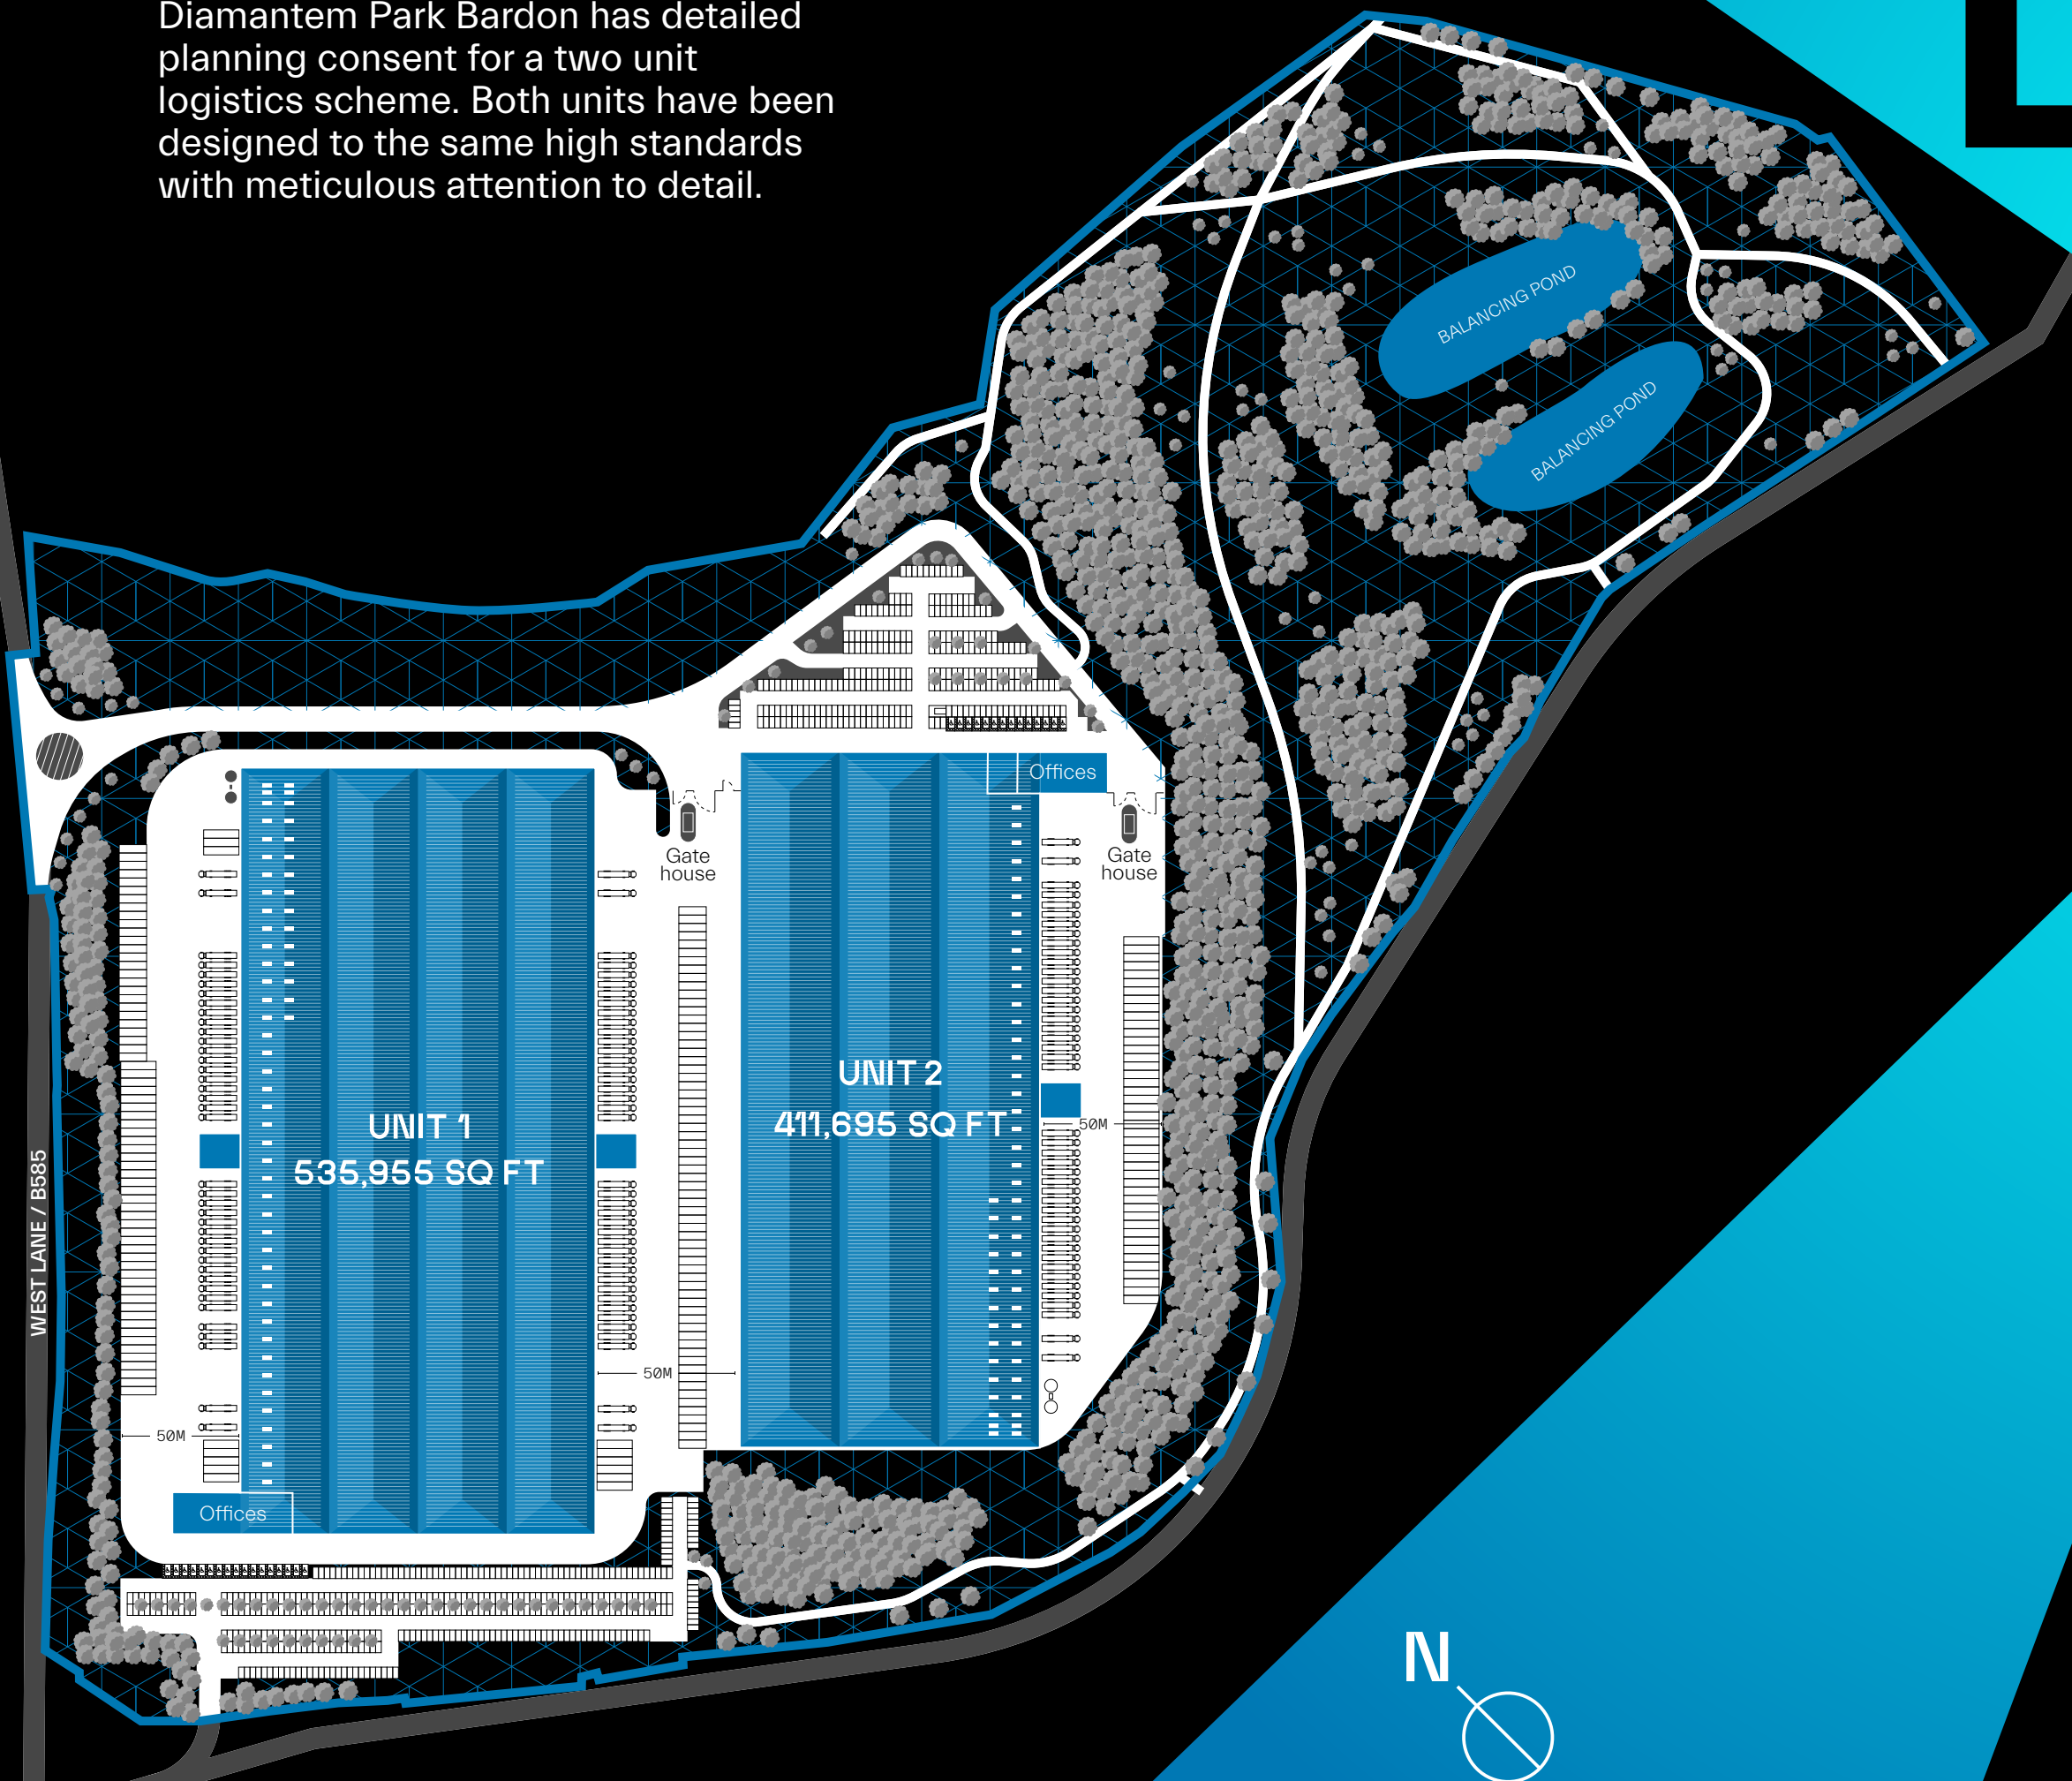 Diamantem Park Bardon has detailed
planning consent for a two unit
logistics scheme. Both units have been
designed to the same high standards
with meticulous attention to detail.
BALANCING POND
BALANCING POND
Offices
Gate
house
Gate
house
UNIT 2
411,695 SQ FT
50M
UNIT 1
535,955 SQ FT
WEST LANE / B585
50M
50M
Offices
N